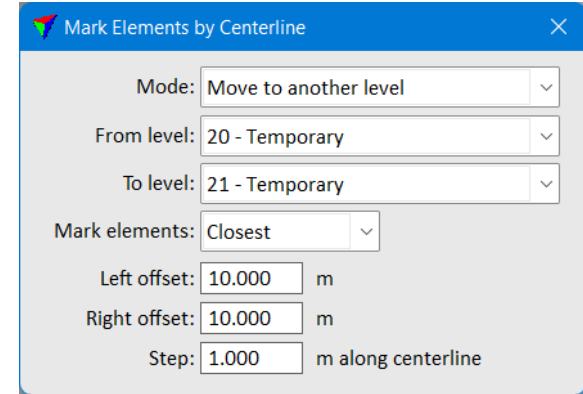 Mark Elements by Centerline
Mode: Move to another level
From level: 20 - Temporary
To level: 21 - Temporary
Mark elements: Closest
Left offset: 10.000 m
Right offset: 10.000 m
Step: 1.000 m along centerline